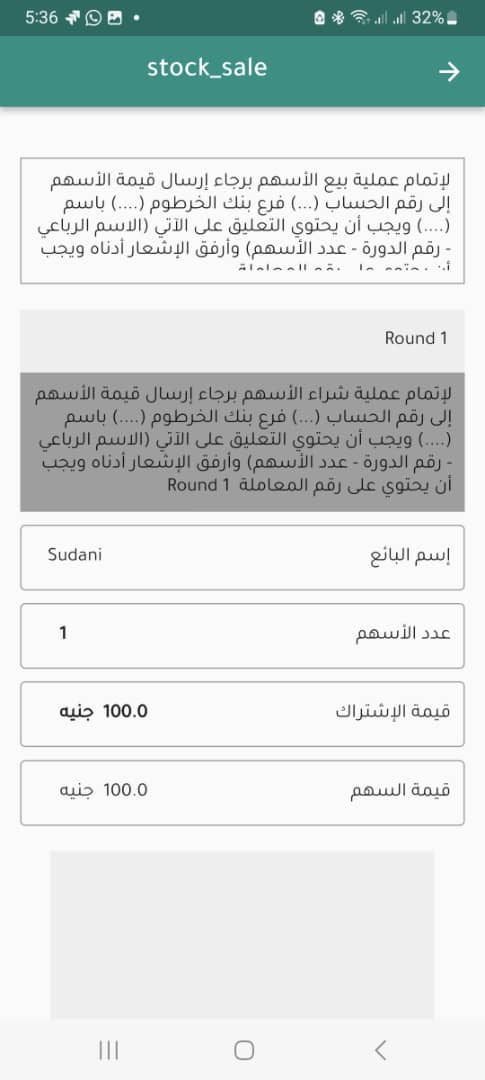 5:36
32%
stock_sale
لإتمام عملية بيع الأسهم برجاء إرسال قيمة الأسهم
إلى رقم الحساب (...) فرع بنك الخرطوم (....) باسم
(....) ويجب أن يحتوي التعليق على الآتي (الاسم الرباعي
- رقم الدورة - عدد الأسهم) وأرفق الإشعار أدناه ويجب
Round 1
لإتمام عملية شراء الأسهم برجاء إرسال قيمة الأسهم
إلى رقم الحساب (...) فرع بنك الخرطوم (....) باسم
(....) ويجب أن يحتوي التعليق على الآتي (الاسم الرباعي
- رقم الدورة - عدد الأسهم) وأرفق الإشعار أدناه ويجب
أن يحتوي على رقم المعاملة Round 1
إسم البائع Sudani
عدد الأسهم 1
قيمة الإشتراك 100.0 جنيه
قيمة السهم 100.0 جنيه